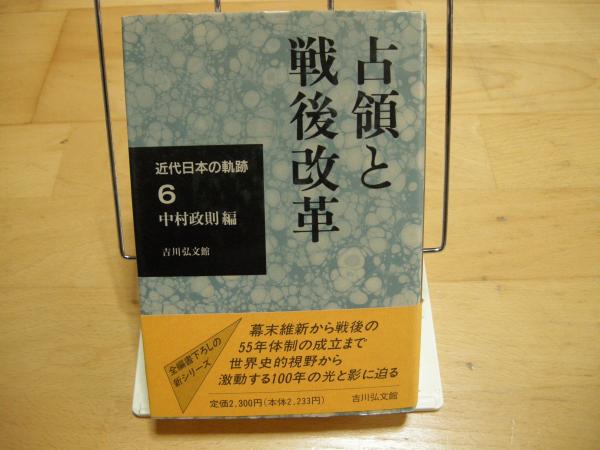 占領と
戦後改革
近代日本の軌跡
6
中村政則 編
吉川弘文館
全編書下ろしの
新シリーズ
幕末維新から戦後の
55年体制の成立まで
世界史的視野から
激動する100年の光と影に迫る
定価2,300円(本体2,233円)
吉川弘文館